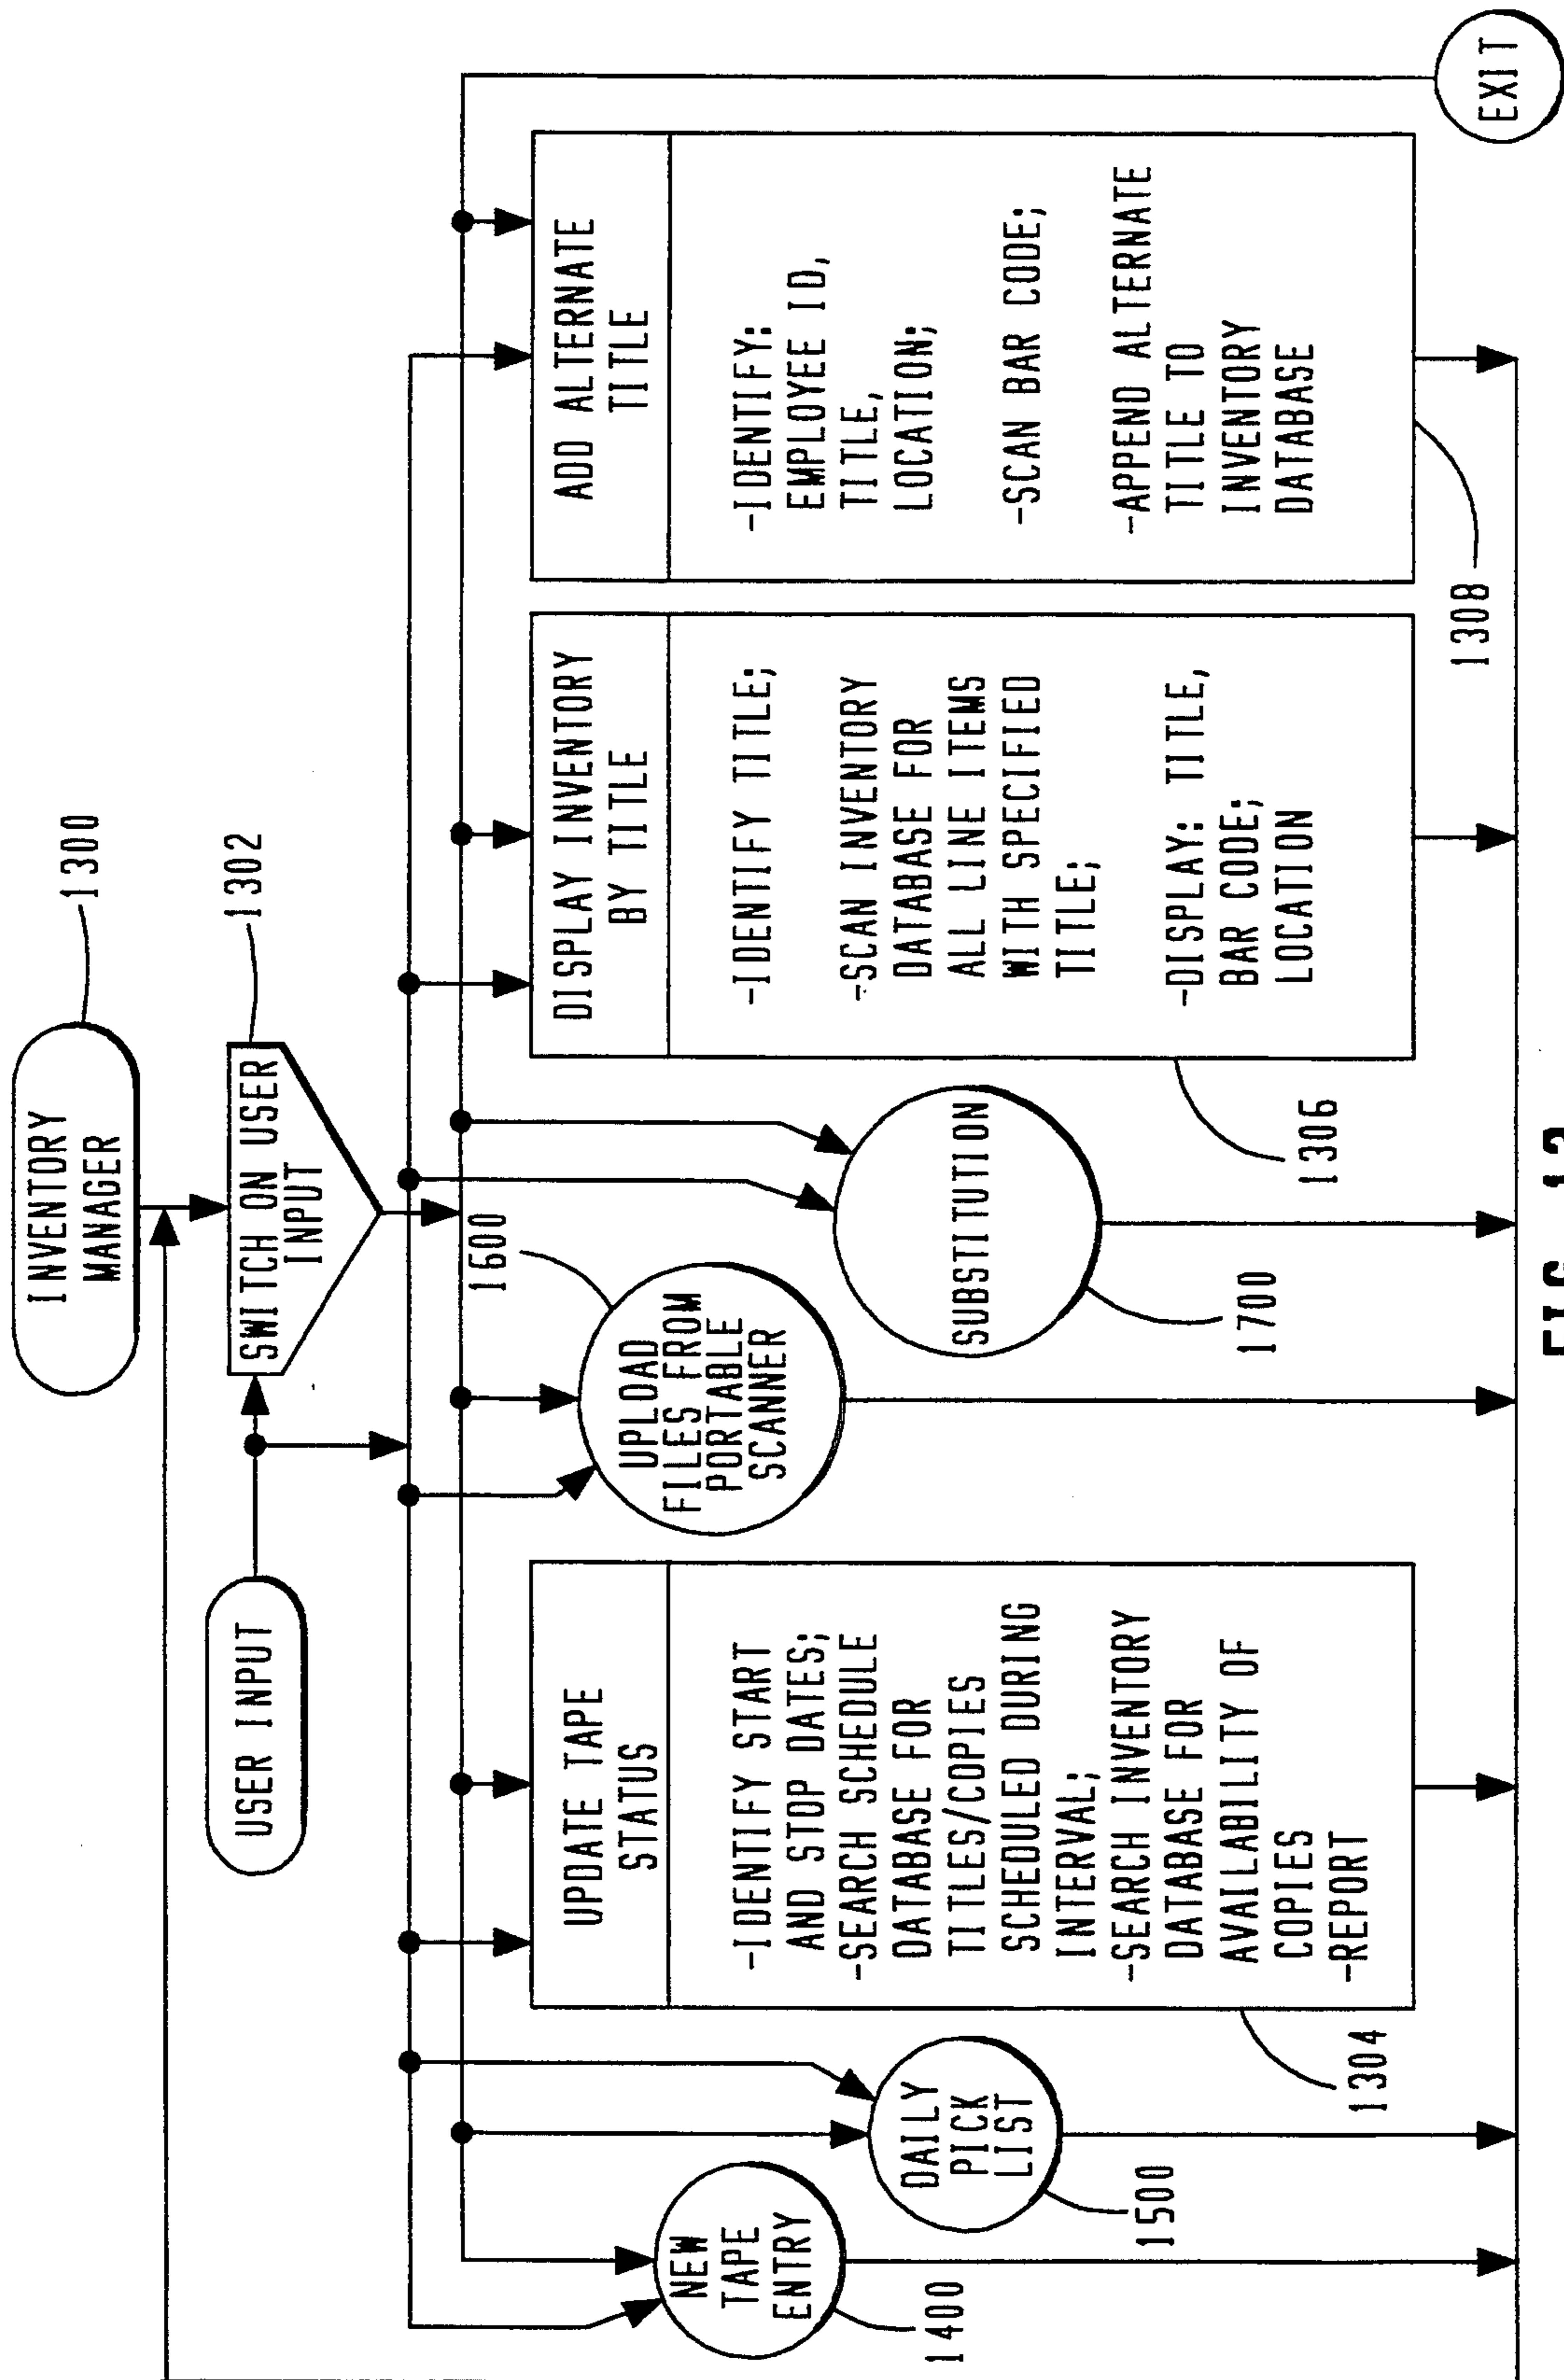 INVENTORY
MANAGER
1300
USER INPUT
SWITCH ON USER
INPUT
1302
NEW
TAPE
ENTRY
1400
DAILY
PICK
LIST
1500
UPDATE TAPE
STATUS
-IDENTIFY START
AND STOP DATES;
-SEARCH SCHEDULE
DATABASE FOR
TITLES/COPIES
SCHEDULED DURING
INTERVAL;
-SEARCH INVENTORY
DATABASE FOR
AVAILABILITY OF
COPIES
-REPORT
1304
UPLOAD
FILES FROM
PORTABLE
SCANNER
1600
SUBSTITUTION
1700
DISPLAY INVENTORY
BY TITLE
-IDENTIFY TITLE;
-SCAN INVENTORY
DATABASE FOR
ALL LINE ITEMS
WITH SPECIFIED
TITLE;
-DISPLAY: TITLE,
BAR CODE;
LOCATION
1306
ADD ALTERNATE
TITLE
-IDENTIFY:
EMPLOYEE ID,
TITLE,
LOCATION;
-SCAN BAR CODE;
-APPEND ALTERNATE
TITLE TO
INVENTORY
DATABASE
1308
EXIT